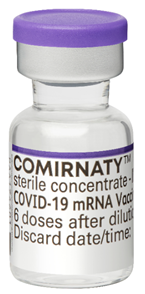 COMIRNATY™
sterile concentrate
COVID-19 mRNA
6 doses after
Discard date/time: